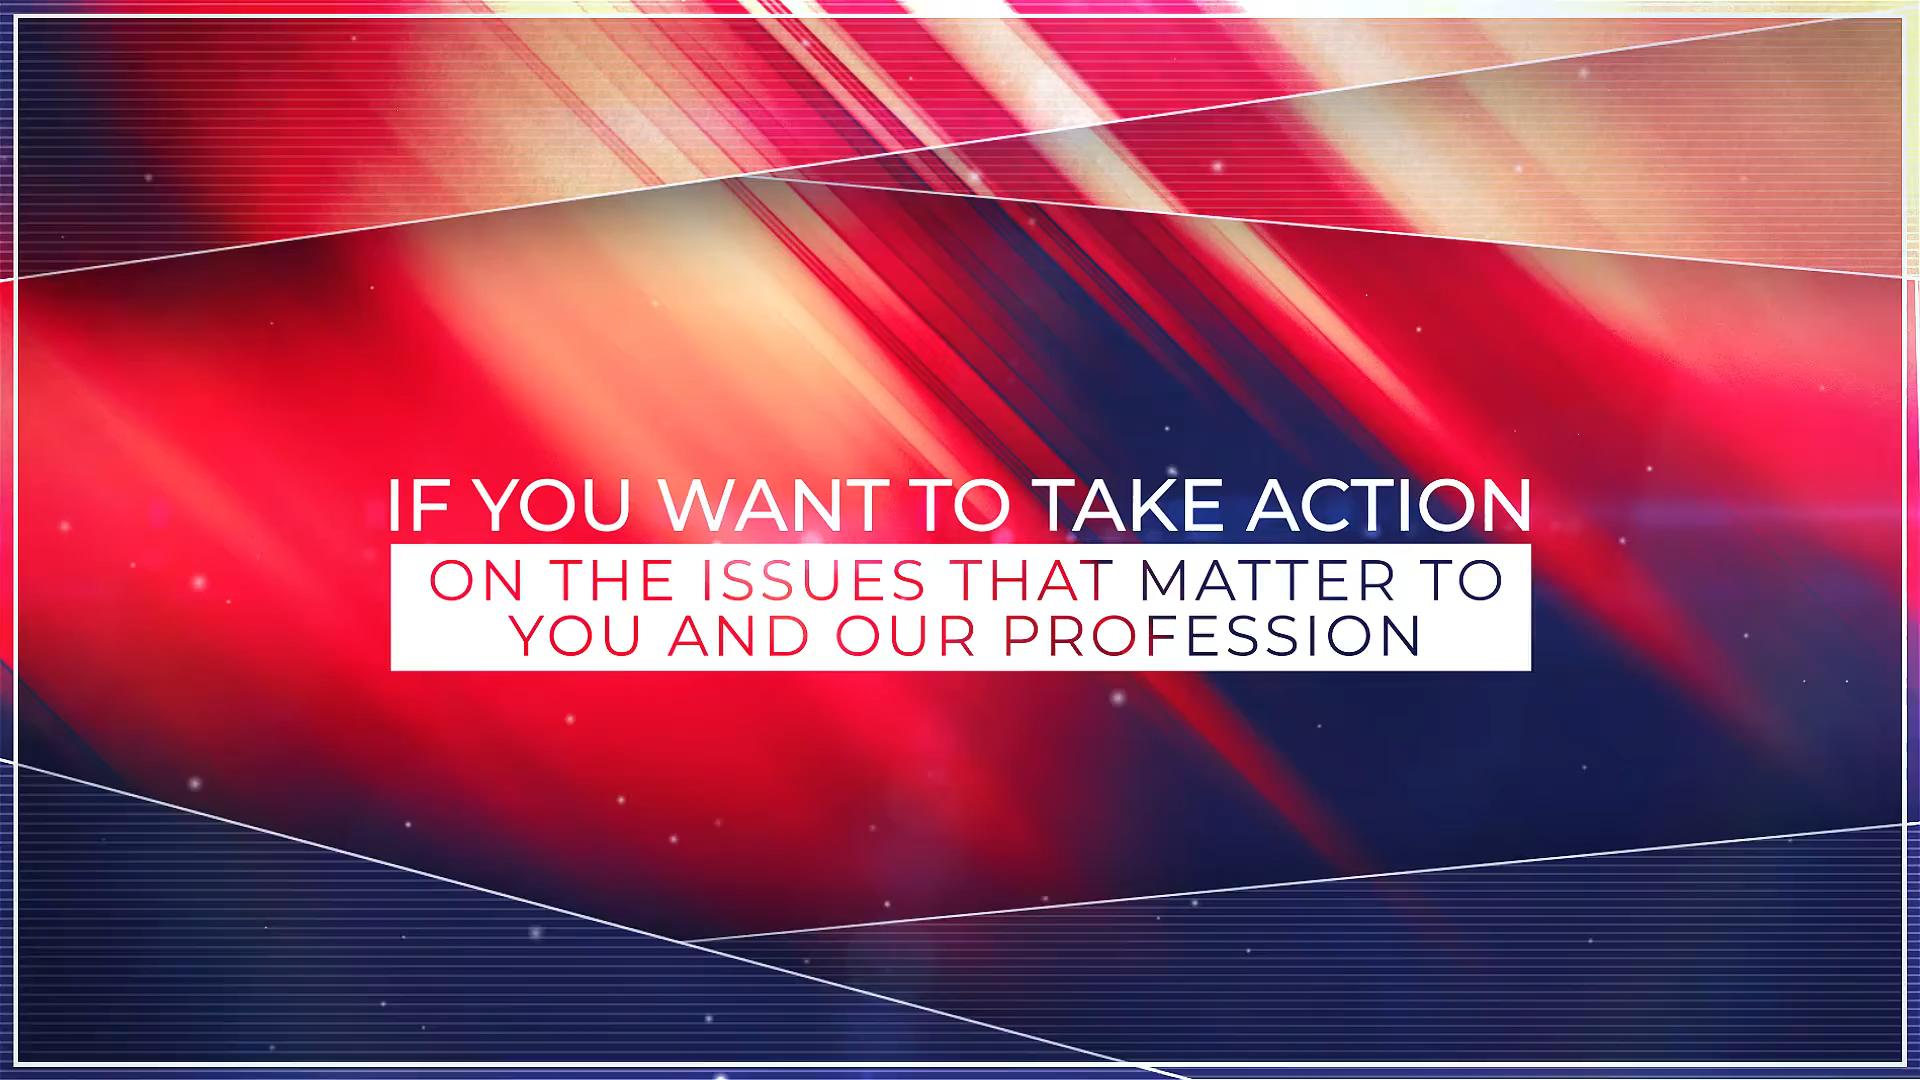 IF YOU WANT TO TAKE ACTION
ON THE ISSUES THAT MATTER TO
YOU AND OUR PROFESSION